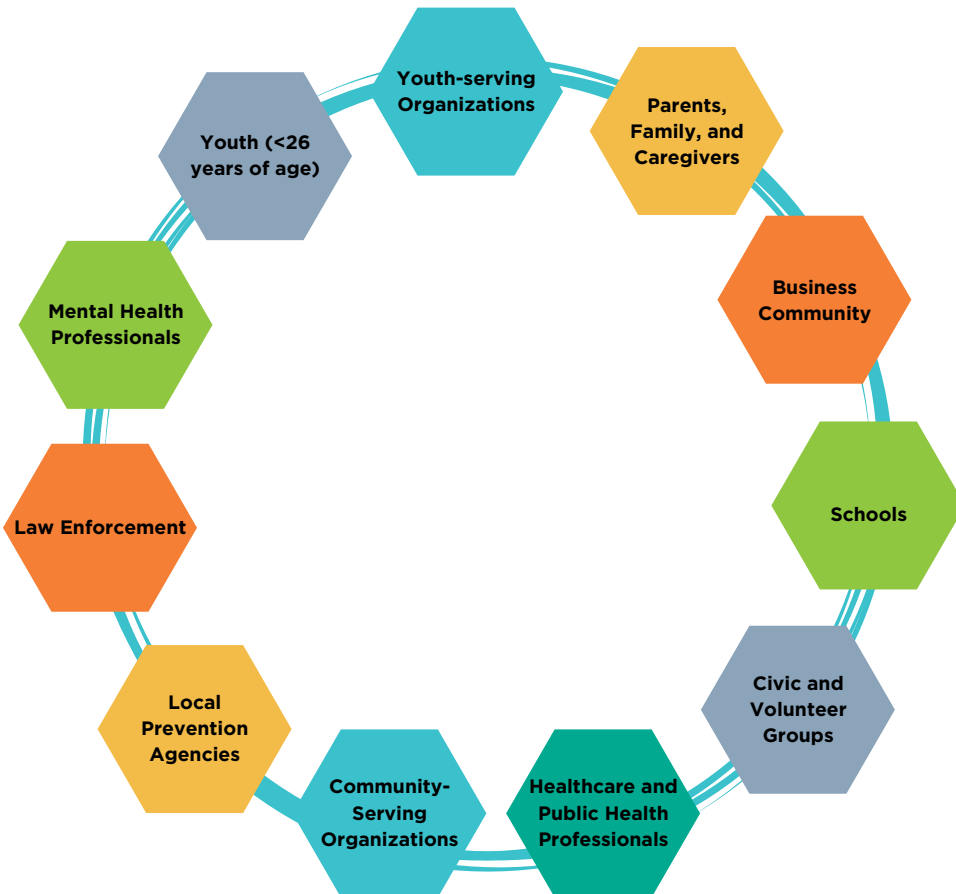 Youth-serving
Organizations
Parents,
Family, and
Caregivers
Business
Community
Schools
Civic and
Volunteer
Groups
Healthcare and
Public Health
Professionals
Community-
Serving
Organizations
Local
Prevention
Agencies
Law Enforcement
Mental Health
Professionals
Youth (<26
years of age)